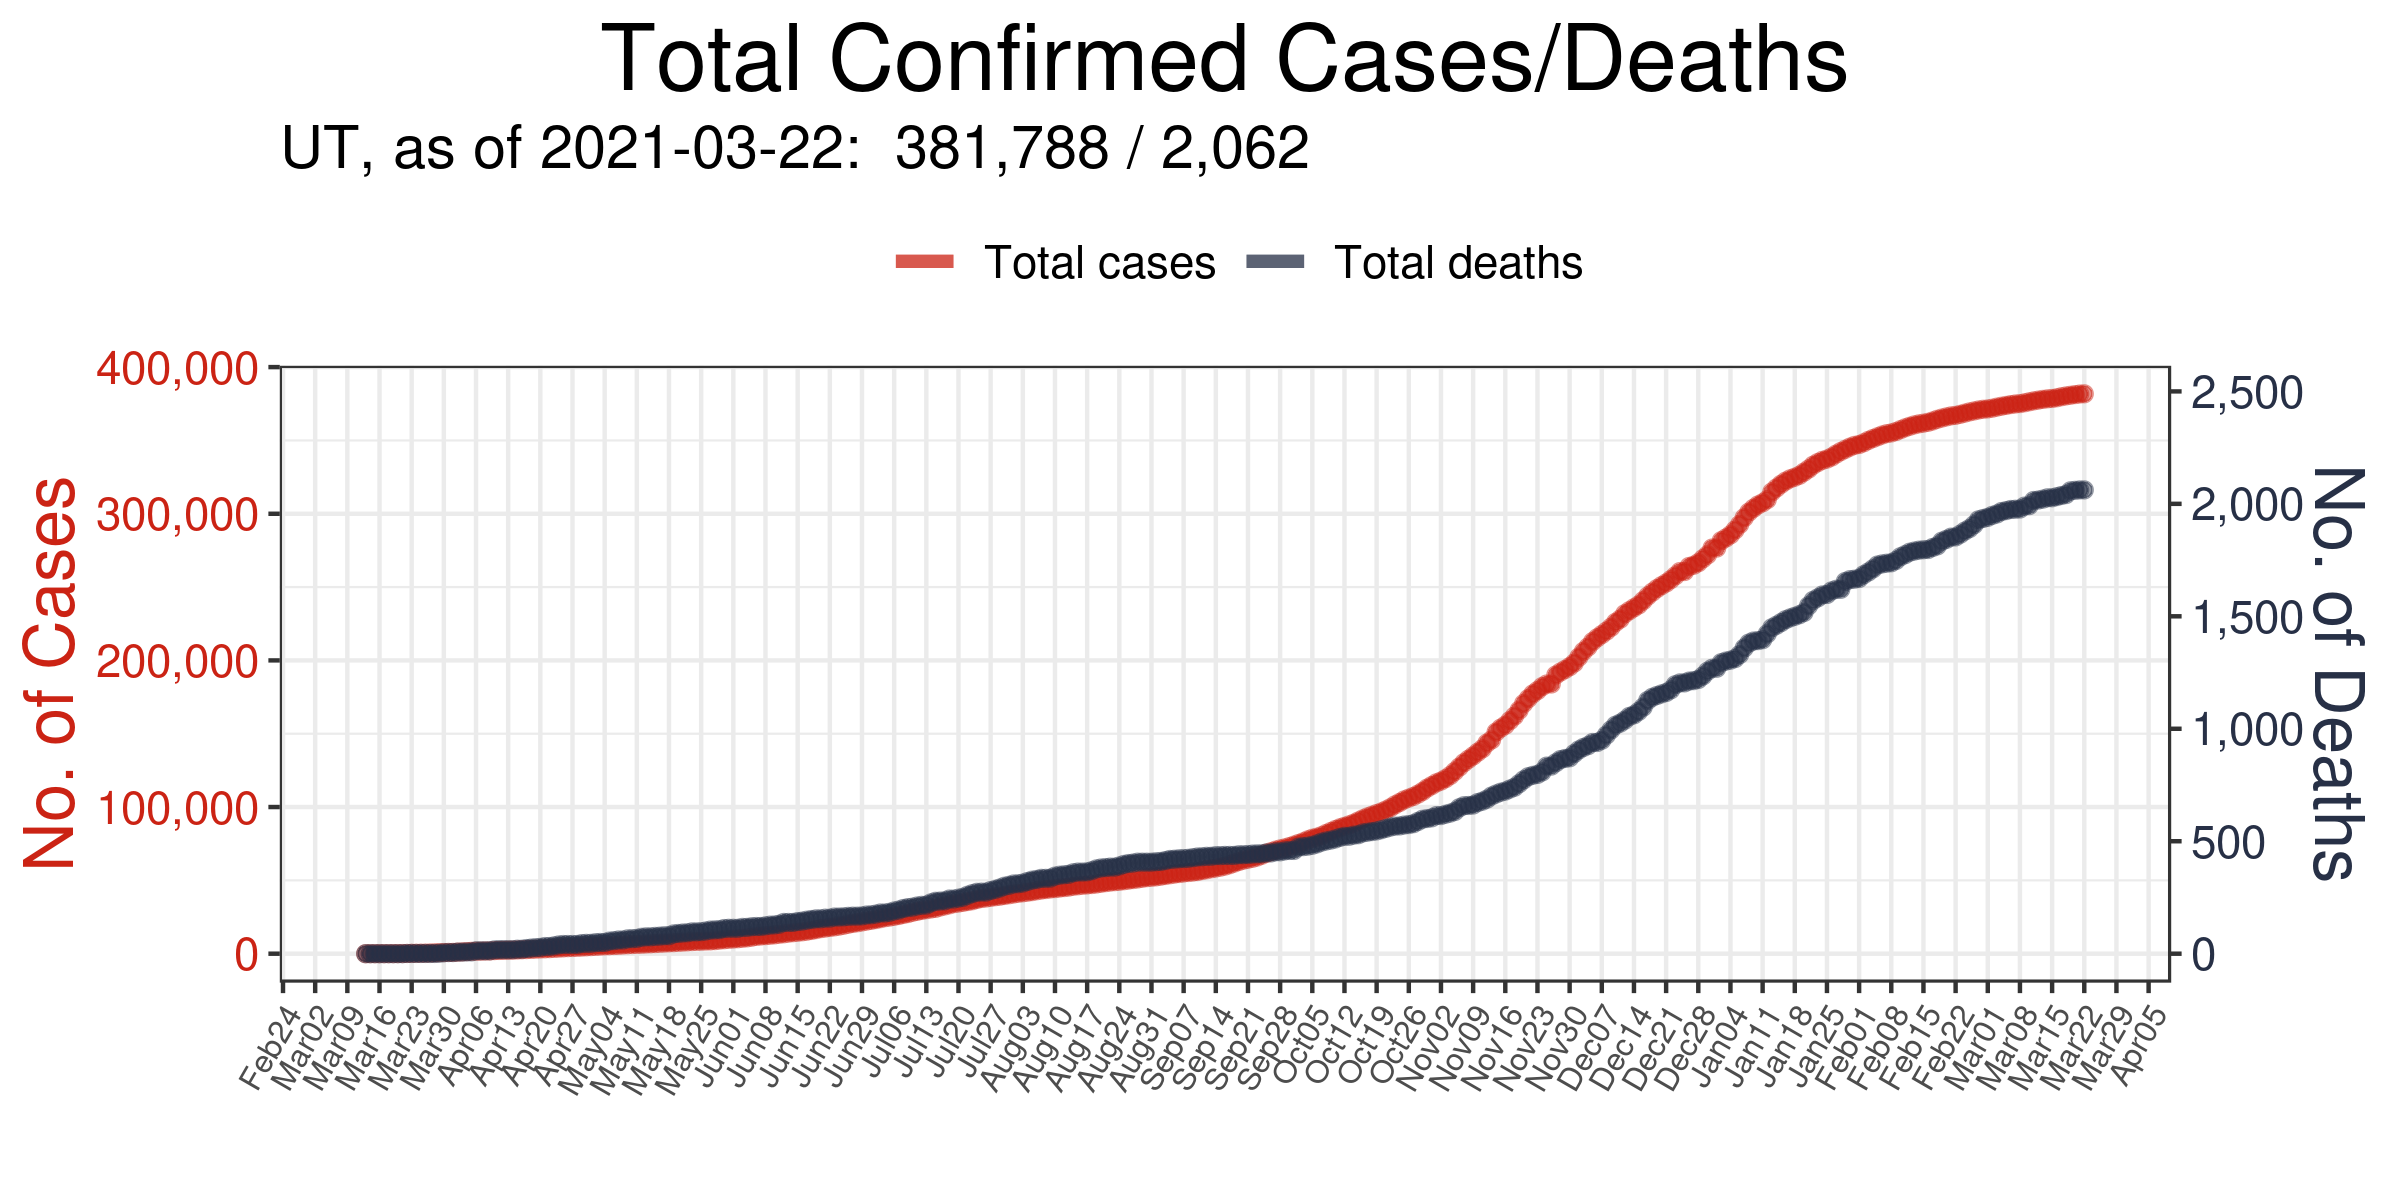 Total Confirmed Cases/Deaths
UT, as of 2021-03-22:  381,788 / 2,062
Total cases
Total deaths
No. of Cases
400,000
300,000
200,000
100,000
0
2,500
2,000
1,500
1,000
500
0
No. of Deaths
Feb24
Mar02
Mar09
Mar16
Mar23
Mar30
Apr06
Apr13
Apr20
Apr27
May04
May11
May18
May25
Jun01
Jun08
Jun15
Jun22
Jun29
Jul06
Jul13
Jul20
Jul27
Aug03
Aug10
Aug17
Aug24
Aug31
Sep07
Sep14
Sep21
Sep28
Oct05
Oct12
Oct19
Oct26
Nov02
Nov09
Nov16
Nov23
Nov30
Dec07
Dec14
Dec21
Dec28
Jan04
Jan11
Jan18
Jan25
Feb01
Feb08
Feb15
Feb22
Mar01
Mar08
Mar15
Mar22
Mar29
Apr05